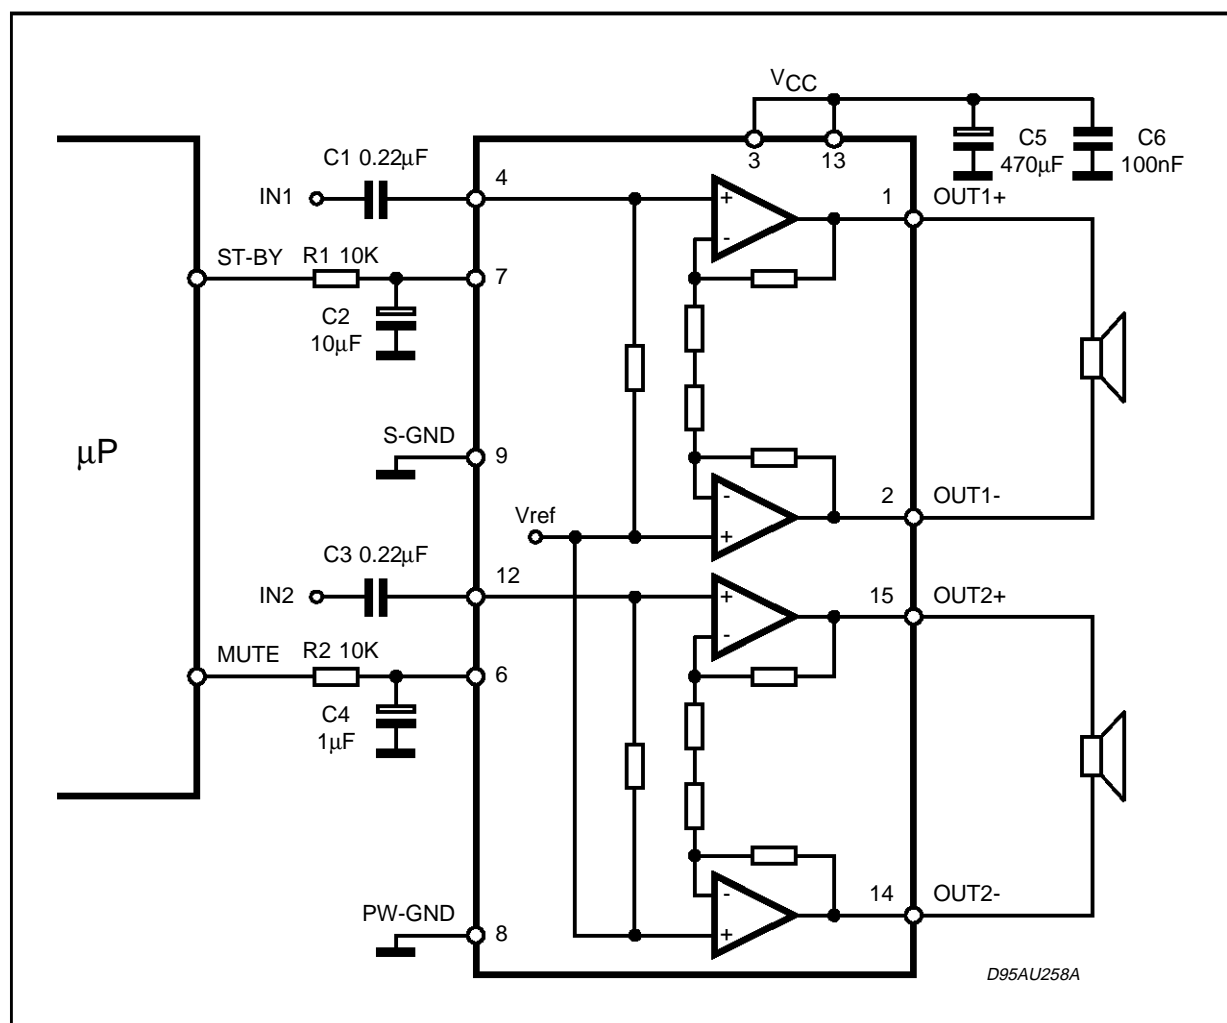 VCC
3
13
C5
470μF
C6
100nF
C1 0.22μF
IN1
4
+
-
1
OUT1+
ST-BY
R1 10K
7
C2
10μF
μP
S-GND
9
-
+
2
OUT1-
Vref
C3 0.22μF
IN2
12
+
-
15
OUT2+
MUTE
R2 10K
6
C4
1μF
PW-GND
8
-
+
14
OUT2-
D95AU258A